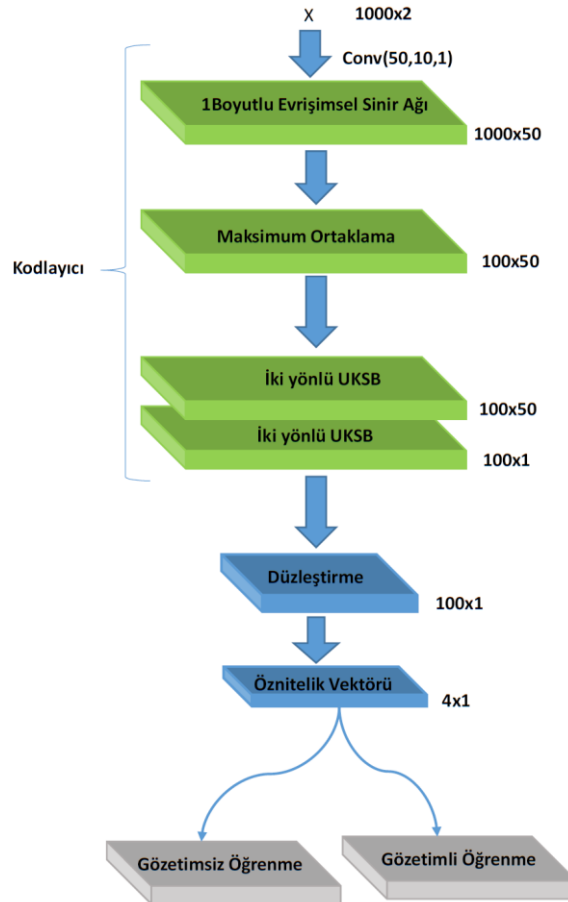 X 1000x2
Conv(50,10,1)
1Boyutlu Evrişimsel Sinir Ağı
1000x50
Maksimum Ortaklama
100x50
Kodlayıcı
İki yönlü UKSB
100x50
İki yönlü UKSB
100x1
Düzleştirme
100x1
Öznitelik Vektörü
4x1
Gözetimsiz Öğrenme
Gözetimli Öğrenme